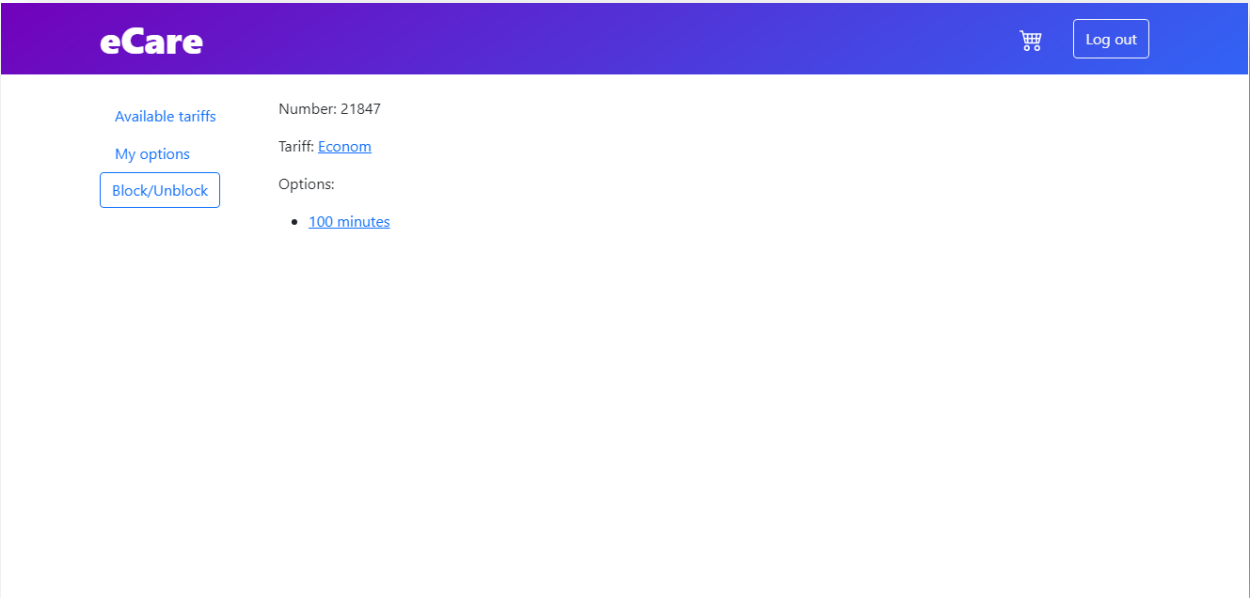 eCare
Log out
Available tariffs
My options
Block/Unblock
Number: 21847
Tariff: Econom
Options:
100 minutes